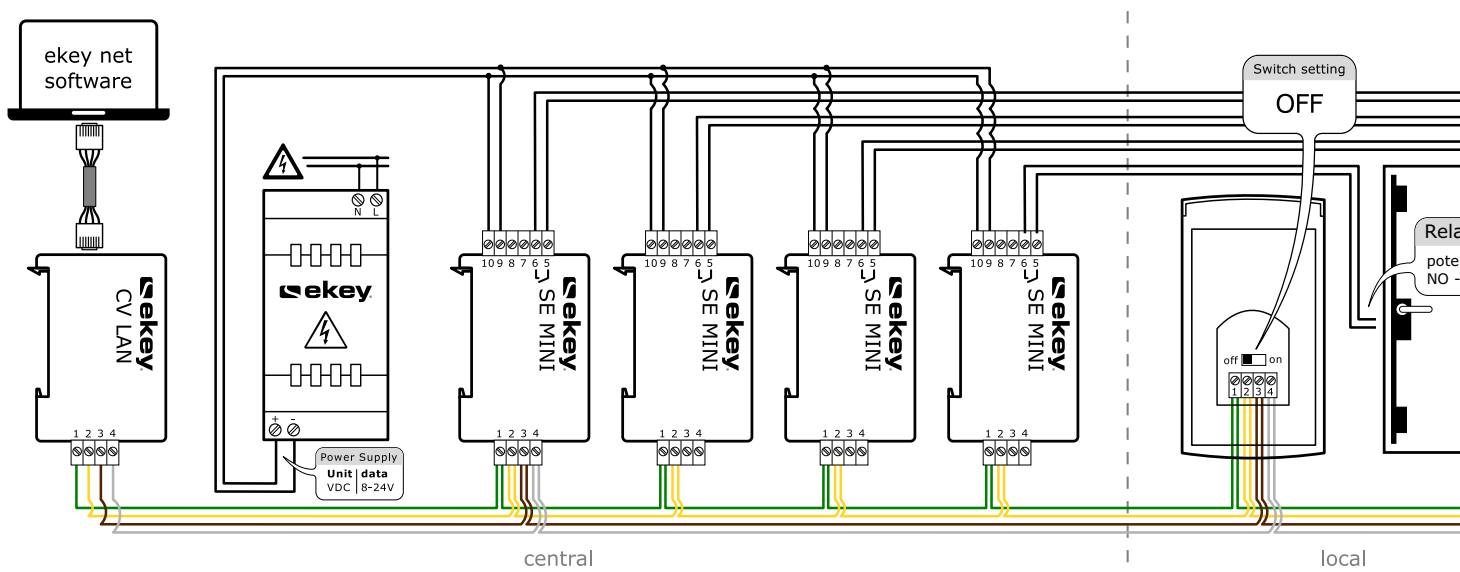 ekey net
software
Switch setting
OFF
N L
10 9 8 7 6 5
10 9 8 7 6 5
10 9 8 7 6 5
10 9 8 7 6 5
Rela
pote
NO -
ekey
CV LAN
ekey
ekey
SE MINI
ekey
SE MINI
ekey
SE MINI
ekey
SE MINI
off on
1 2 3 4
+ -
1 2 3 4
1 2 3 4
1 2 3 4
1 2 3 4
1 2 3 4
Power Supply
Unit data
VDC 8-24V
central
local